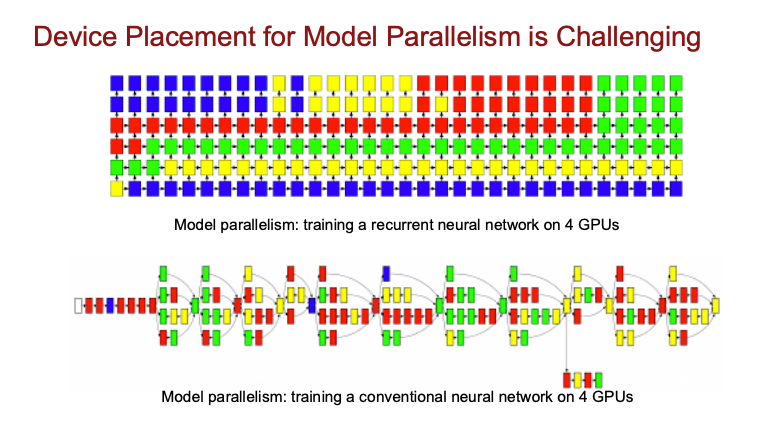 Device Placement for Model Parallelism is Challenging
Model parallelism: training a recurrent neural network on 4 GPUs
Model parallelism: training a conventional neural network on 4 GPUs